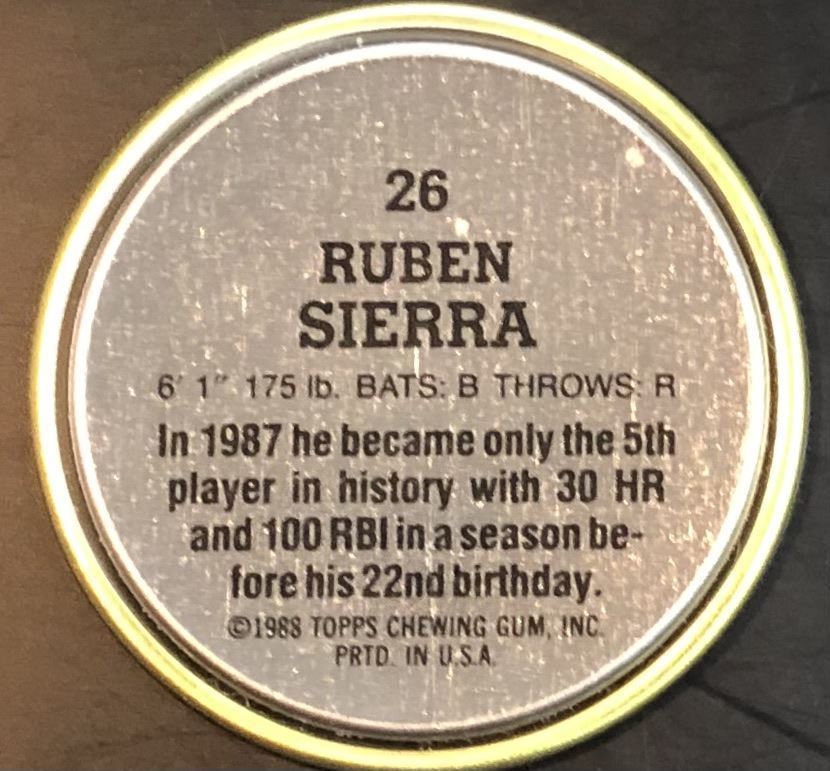 26
RUBEN
SIERRA
6' 1" 175 lb. BATS: B THROWS: R
In 1987 he became only the 5th
player in history with 30 HR
and 100 RBI in a season be-
fore his 22nd birthday.
©1988 TOPPS CHEWING GUM, INC.
PRTD. IN U.S.A.